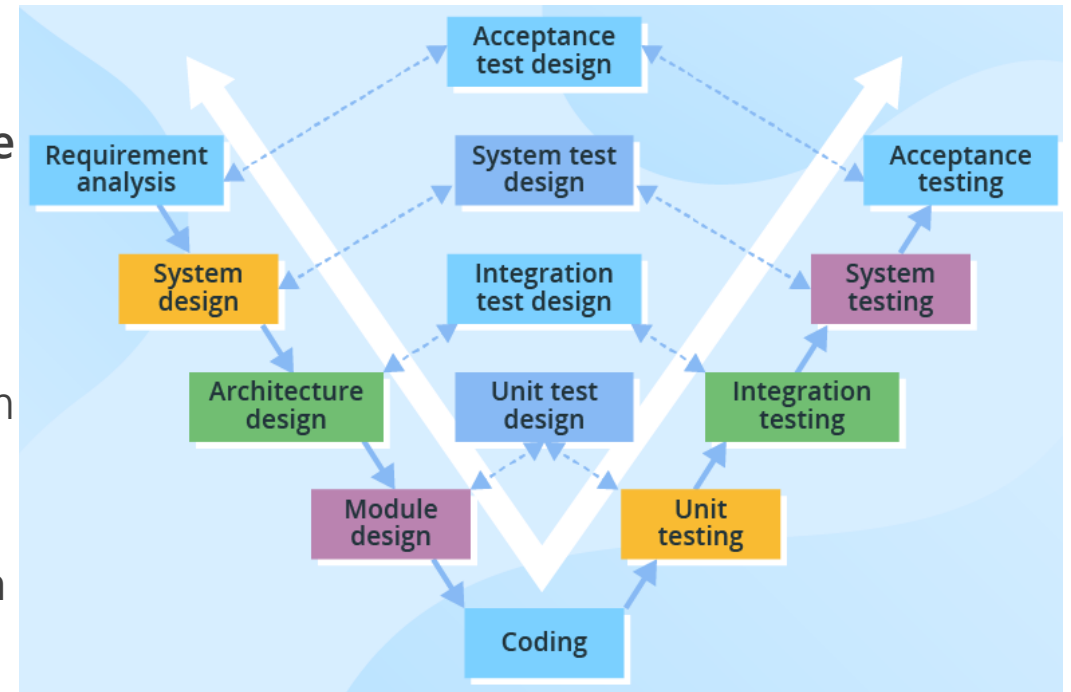 Acceptance
test design
e
Requirement
analysis
System test
design
Acceptance
testing
System
design
Integration
test design
System
testing
n
Architecture
design
Unit test
design
Integration
testing
Module
design
Unit
testing
Coding